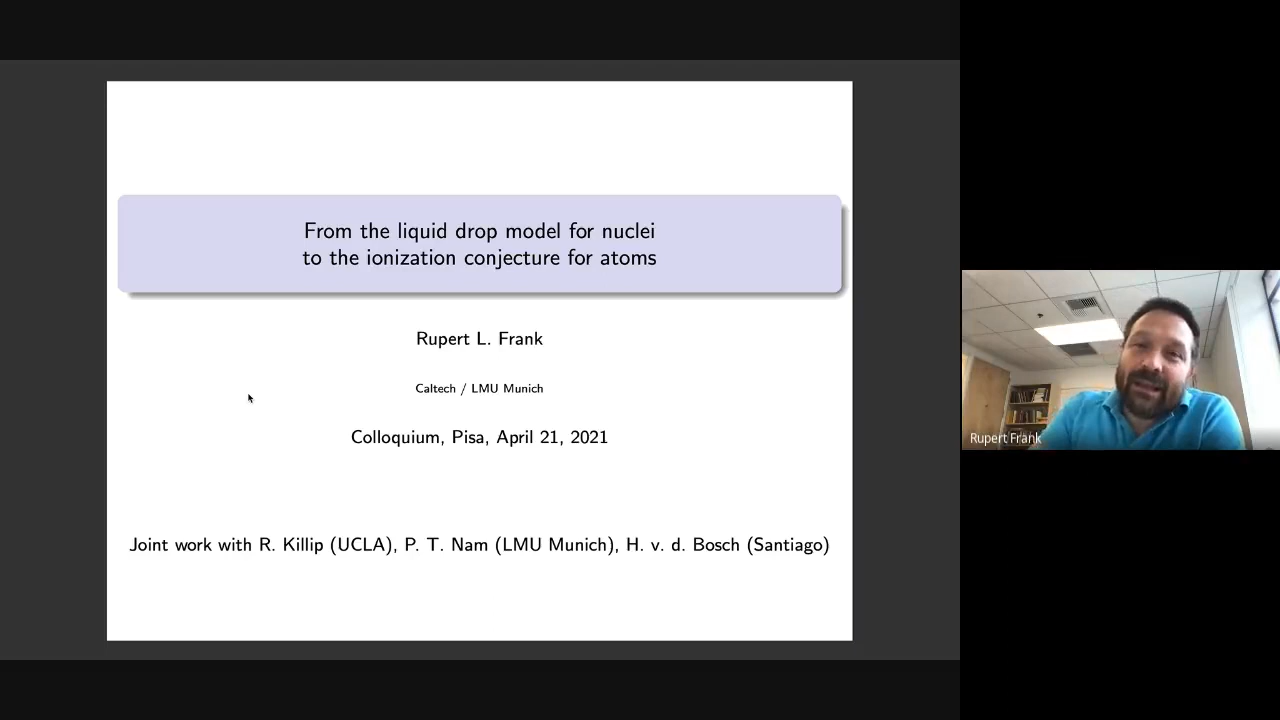 From the liquid drop model for nuclei
to the ionization conjecture for atoms
Rupert L. Frank
Caltech / LMU Munich
Colloquium, Pisa, April 21, 2021
Joint work with R. Killip (UCLA), P. T. Nam (LMU Munich), H. v. d. Bosch (Santiago)
Rupert Frank